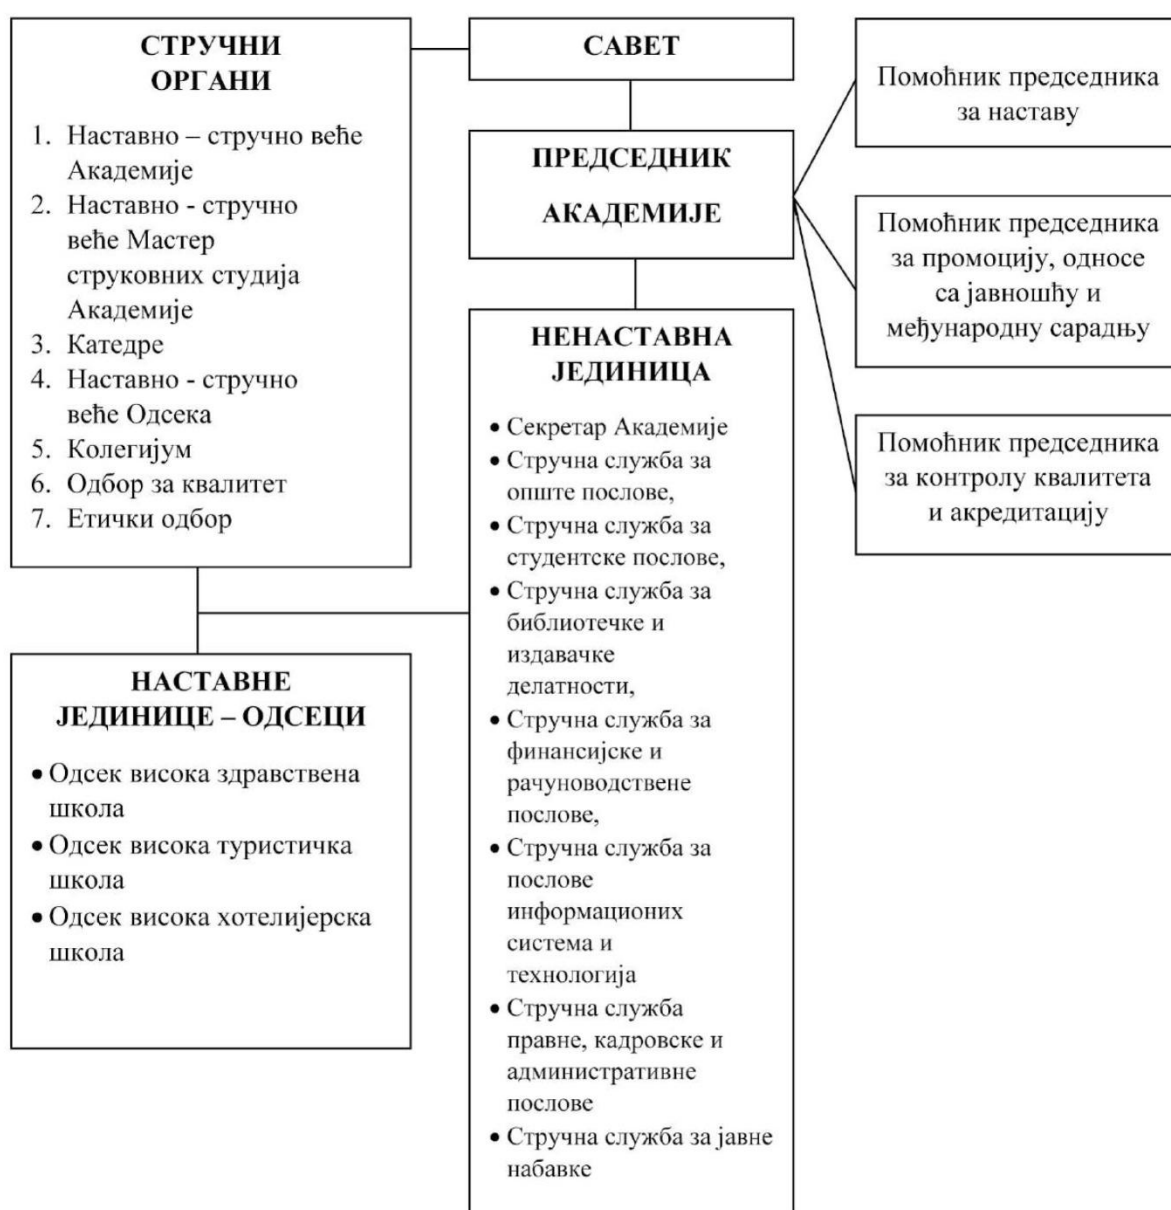 СТРУЧНИ
ОРГАНИ
1. Наставно – стручно веће
Академије
2. Наставно - стручно
веће Мастер
струковних студија
Академије
3. Катедре
4. Наставно - стручно
веће Одсека
5. Колегијум
6. Одбор за квалитет
7. Етички одбор
САВЕТ
ПРЕДСЕДНИК
АКАДЕМИЈЕ
Помоћник председника
за наставу
Помоћник председника
за промоцију, односе
са јавношћу и
међународну сарадњу
Помоћник председника
за контролу квалитета
и акредитацију
НЕНАСТАВНА
ЈЕДИНИЦА
• Секретар Академије
• Стручна служба за
опште послове,
• Стручна служба за
студентске послове,
• Стручна служба за
библиотечке и
издавачке
делатности,
• Стручна служба за
финансијске и
рачуноводствене
послове,
• Стручна служба за
послове
информационих
система и
технологија
• Стручна служба
правне, кадровске и
административне
послове
• Стручна служба за јавне
набавке
НАСТАВНЕ
ЈЕДИНИЦЕ – ОДСЕЦИ
• Одсек висока здравствена
школа
• Одсек висока туристичка
школа
• Одсек висока хотелијерска
школа